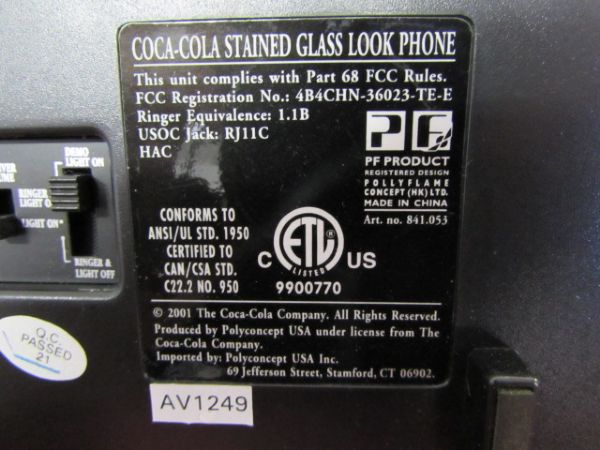 COCA-COLA STAINED GLASS LOOK PHONE
This unit complies with Part 68 FCC Rules.
FCC Registration No.: 4B4CHN-36023-TE-E
Ringer Equivalence: 1.1B
USOC Jack: RJ11C
HAC
PF
PF PRODUCT
REGISTERED DESIGN
POLLYFLAME
CONCEPT (HK) LTD.
MADE IN CHINA
Art. no. 841.053
CONFORMS TO
ANSI/UL STD. 1950
CERTIFIED TO
CAN/CSA STD.
C22.2 NO. 950
C ETL US
LISTED
9900770
© 2001 The Coca-Cola Company. All Rights Reserved.
Produced by Polyconcept USA under license from The
Coca-Cola Company.
Imported by: Polyconcept USA Inc.
69 Jefferson Street, Stamford, CT 06902.
AV1249
DEMO
LIGHT ON
RINGER
LIGHT O
LIGHT ON*
RINGER &
LIGHT OFF
Q.C.
PASSED
21